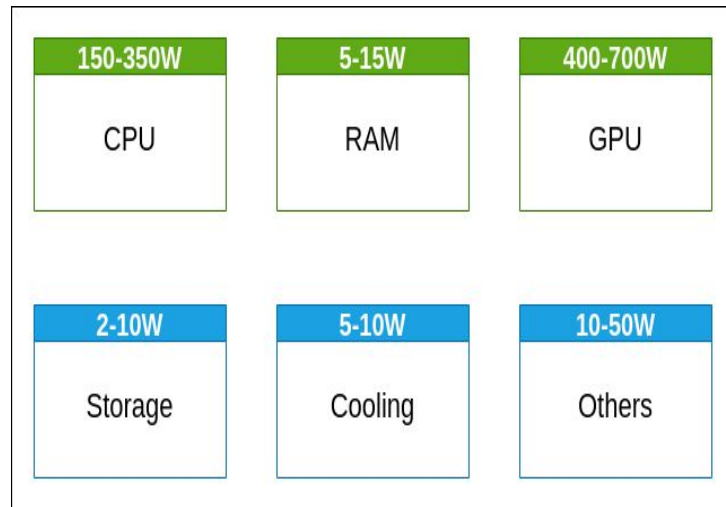 150-350W
CPU
5-15W
RAM
400-700W
GPU
2-10W
Storage
5-10W
Cooling
10-50W
Others